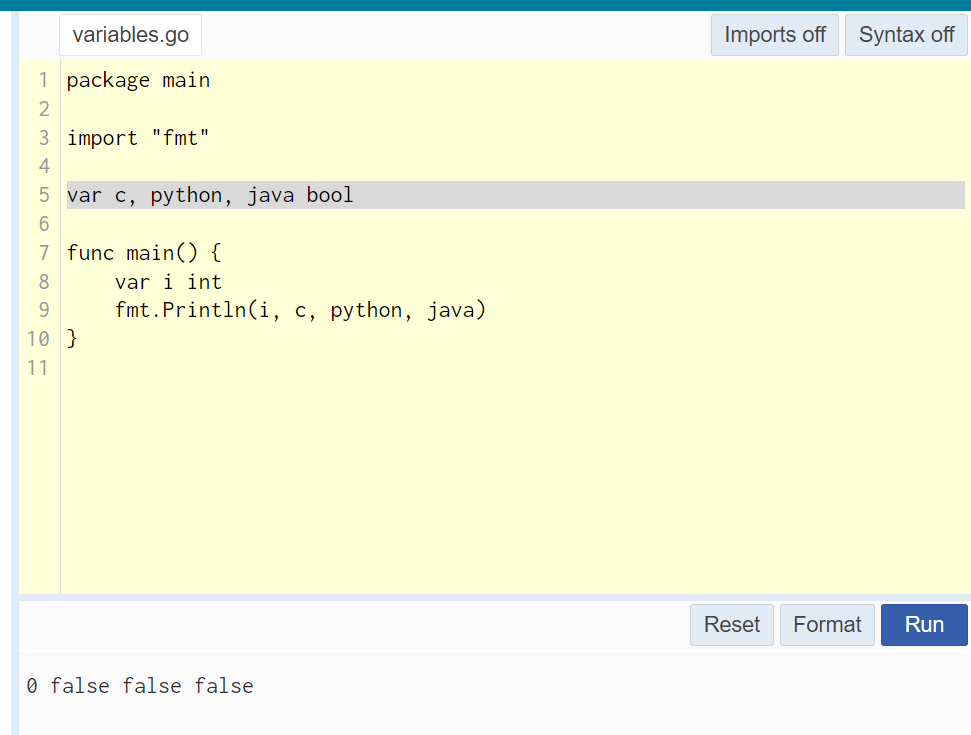 variables.go Imports off Syntax off
1 package main
2
3 import "fmt"
4
5 var c, python, java bool
6
7 func main() {
8     var i int
9     fmt.Println(i, c, python, java)
10 }
11
Reset Format Run
0 false false false